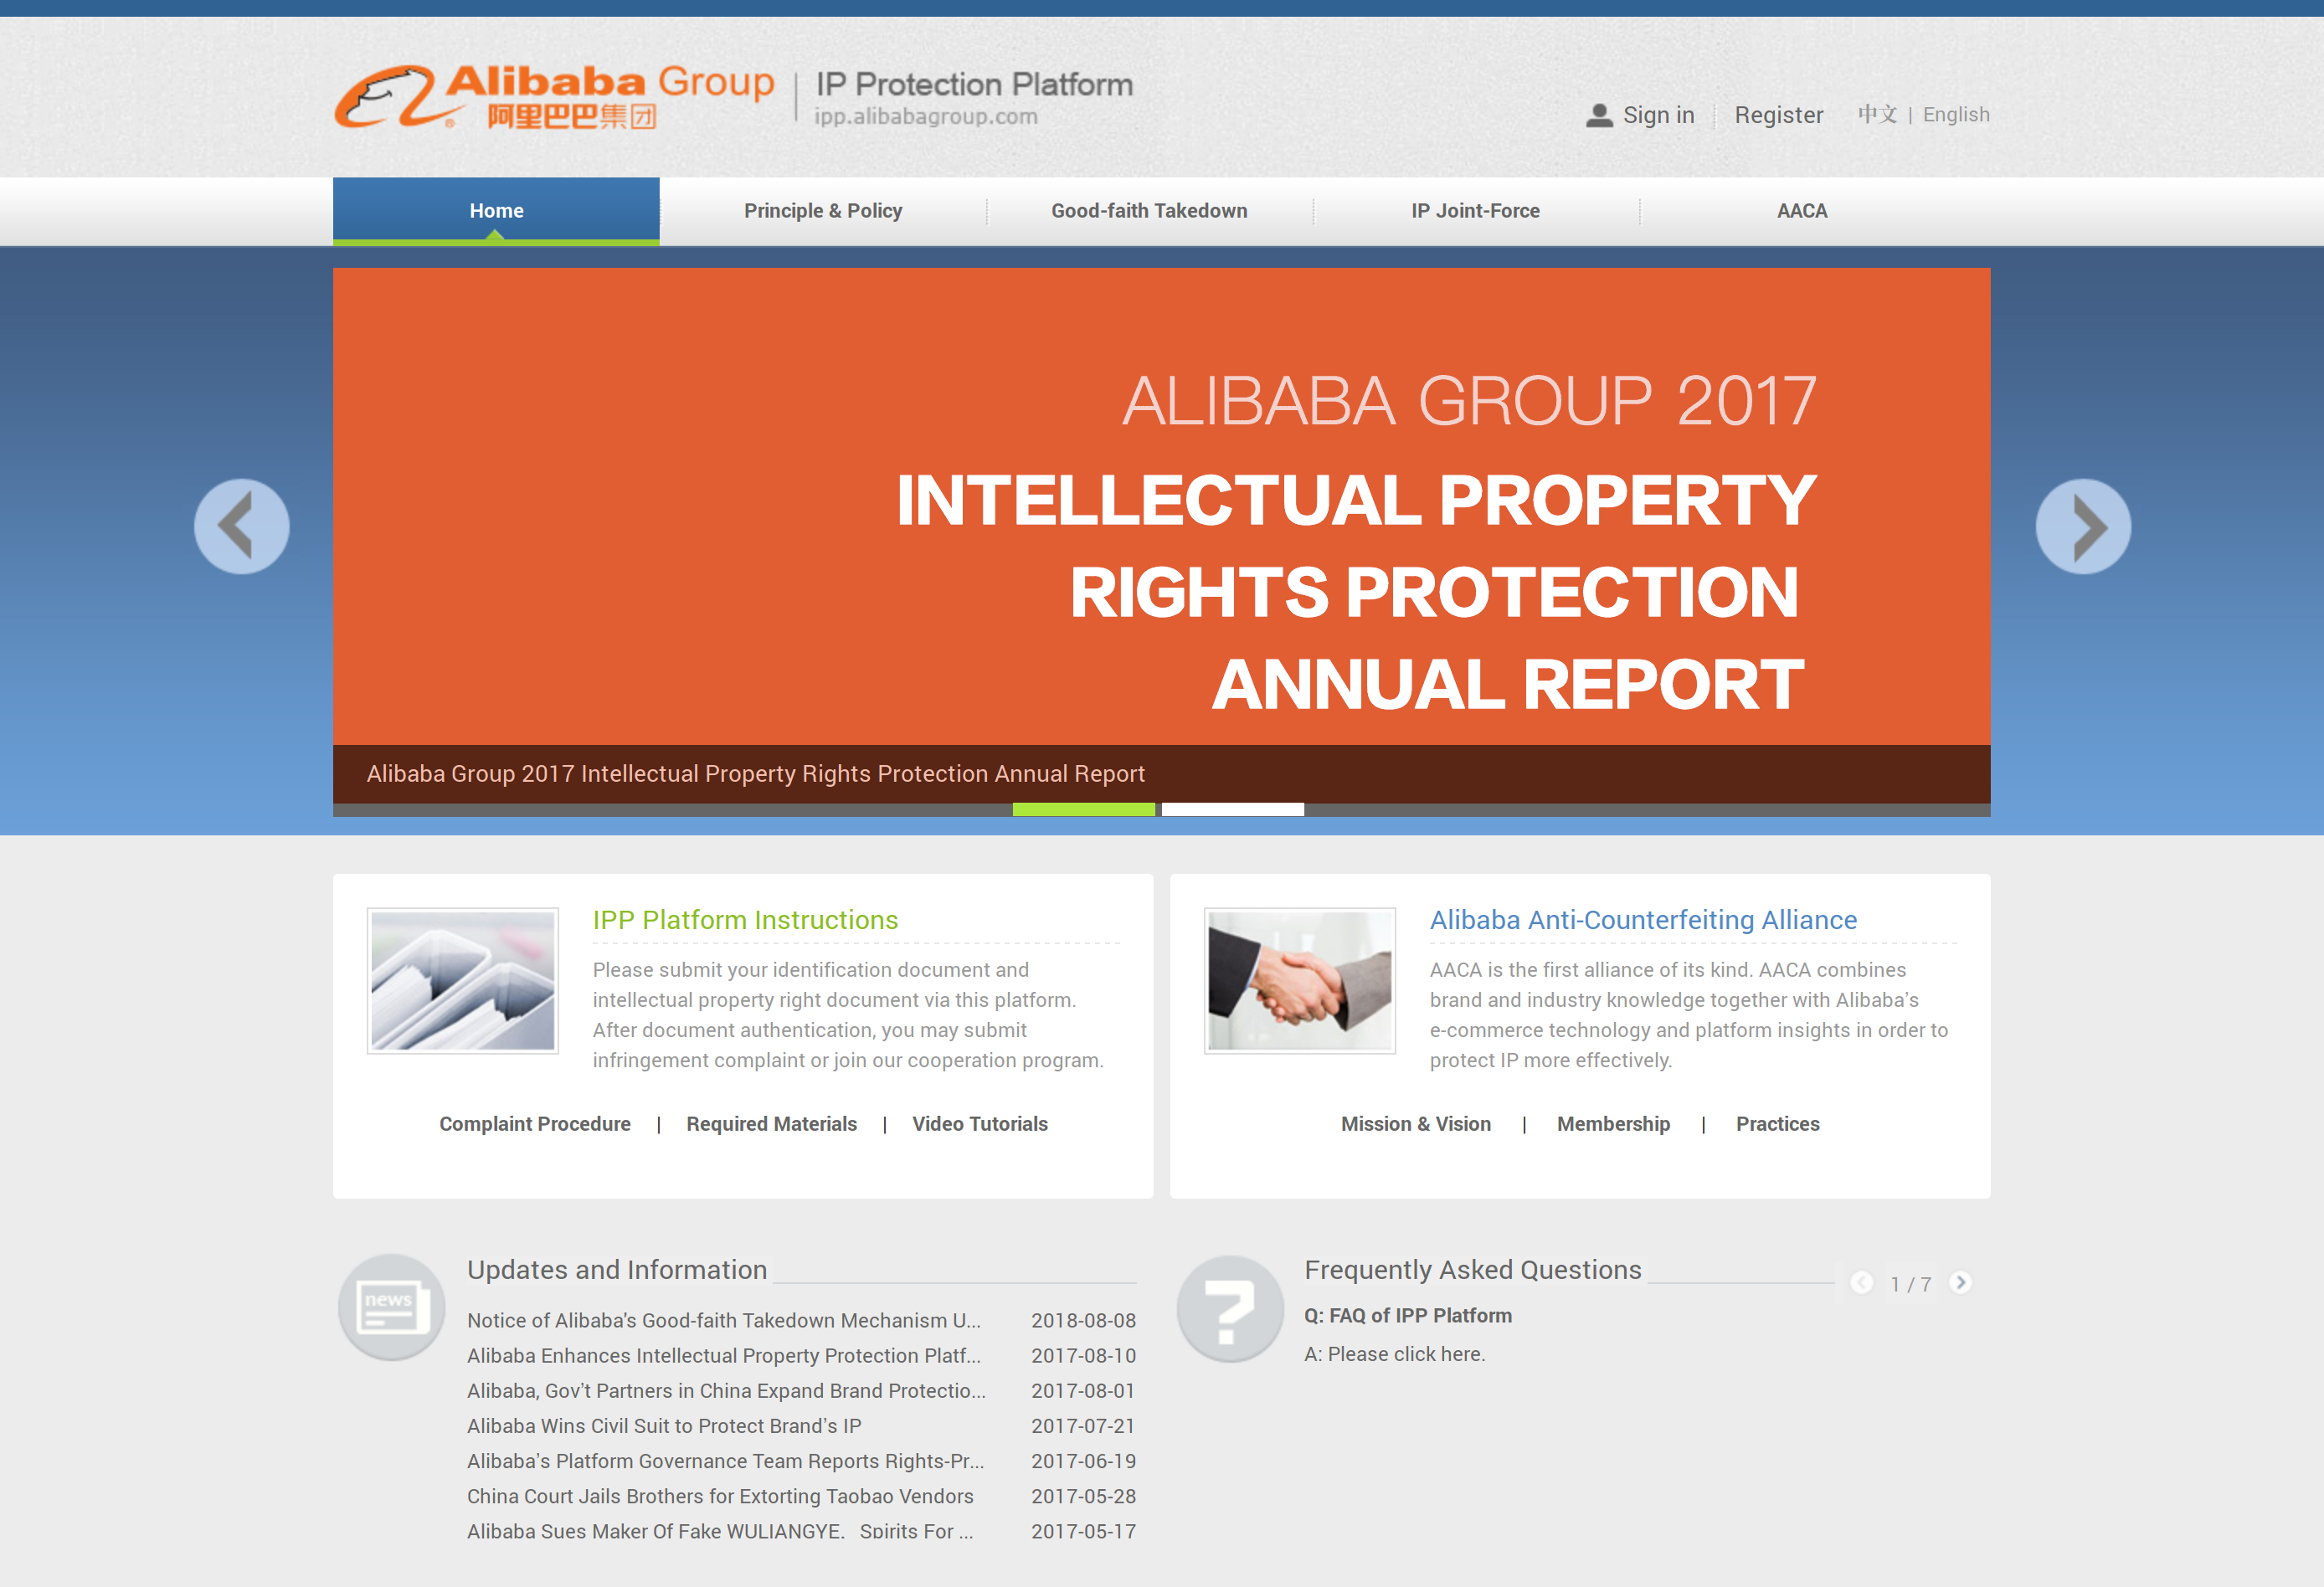 Alibaba Group
阿里巴巴集团®
IP Protection Platform
ipp.alibabagroup.com
Sign in
Register
中文 | English
Home
Principle & Policy
Good-faith Takedown
IP Joint-Force
AACA
ALIBABA GROUP 2017
INTELLECTUAL PROPERTY
RIGHTS PROTECTION
ANNUAL REPORT
Alibaba Group 2017 Intellectual Property Rights Protection Annual Report
IPP Platform Instructions
Please submit your identification document and
intellectual property right document via this platform.
After document authentication, you may submit
infringement complaint or join our cooperation program.
Complaint Procedure | Required Materials | Video Tutorials
Alibaba Anti-Counterfeiting Alliance
AACA is the first alliance of its kind. AACA combines
brand and industry knowledge together with Alibaba’s
e-commerce technology and platform insights in order to
protect IP more effectively.
Mission & Vision | Membership | Practices
news
Updates and Information
Notice of Alibaba's Good-faith Takedown Mechanism U... 2018-08-08
Alibaba Enhances Intellectual Property Protection Platf... 2017-08-10
Alibaba, Gov’t Partners in China Expand Brand Protectio... 2017-08-01
Alibaba Wins Civil Suit to Protect Brand’s IP 2017-07-21
Alibaba’s Platform Governance Team Reports Rights-Pr... 2017-06-19
China Court Jails Brothers for Extorting Taobao Vendors 2017-05-28
Alibaba Sues Maker Of Fake WULIANGYE. Spirits For ... 2017-05-17
?
Frequently Asked Questions
1 / 7
Q: FAQ of IPP Platform
A: Please click here.